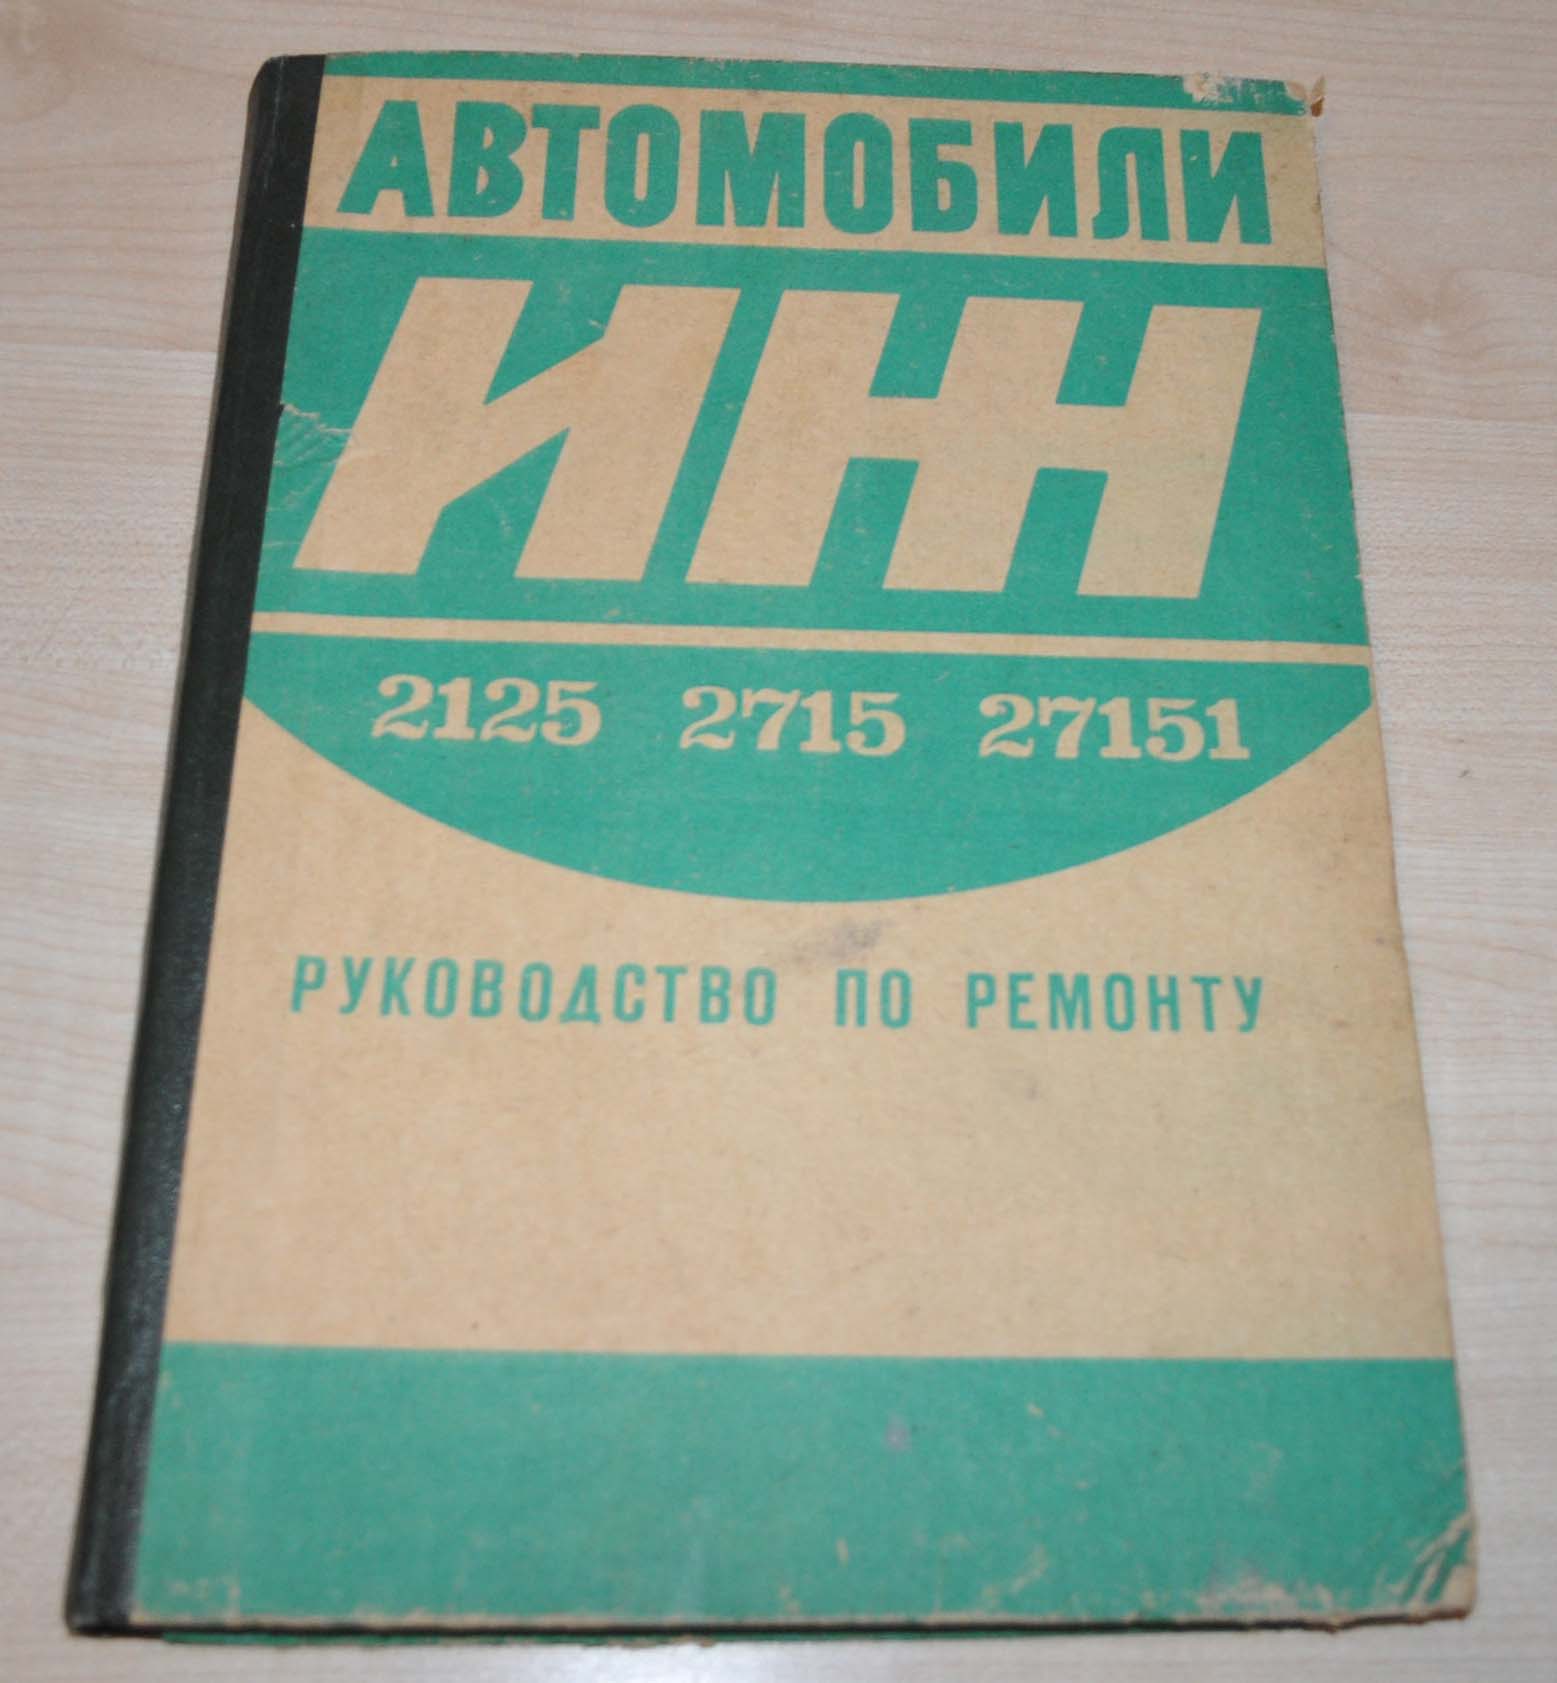 АВТОМОБИЛИ
ИЖ
2125 2715 27151
РУКОВОДСТВО ПО РЕМОНТУ